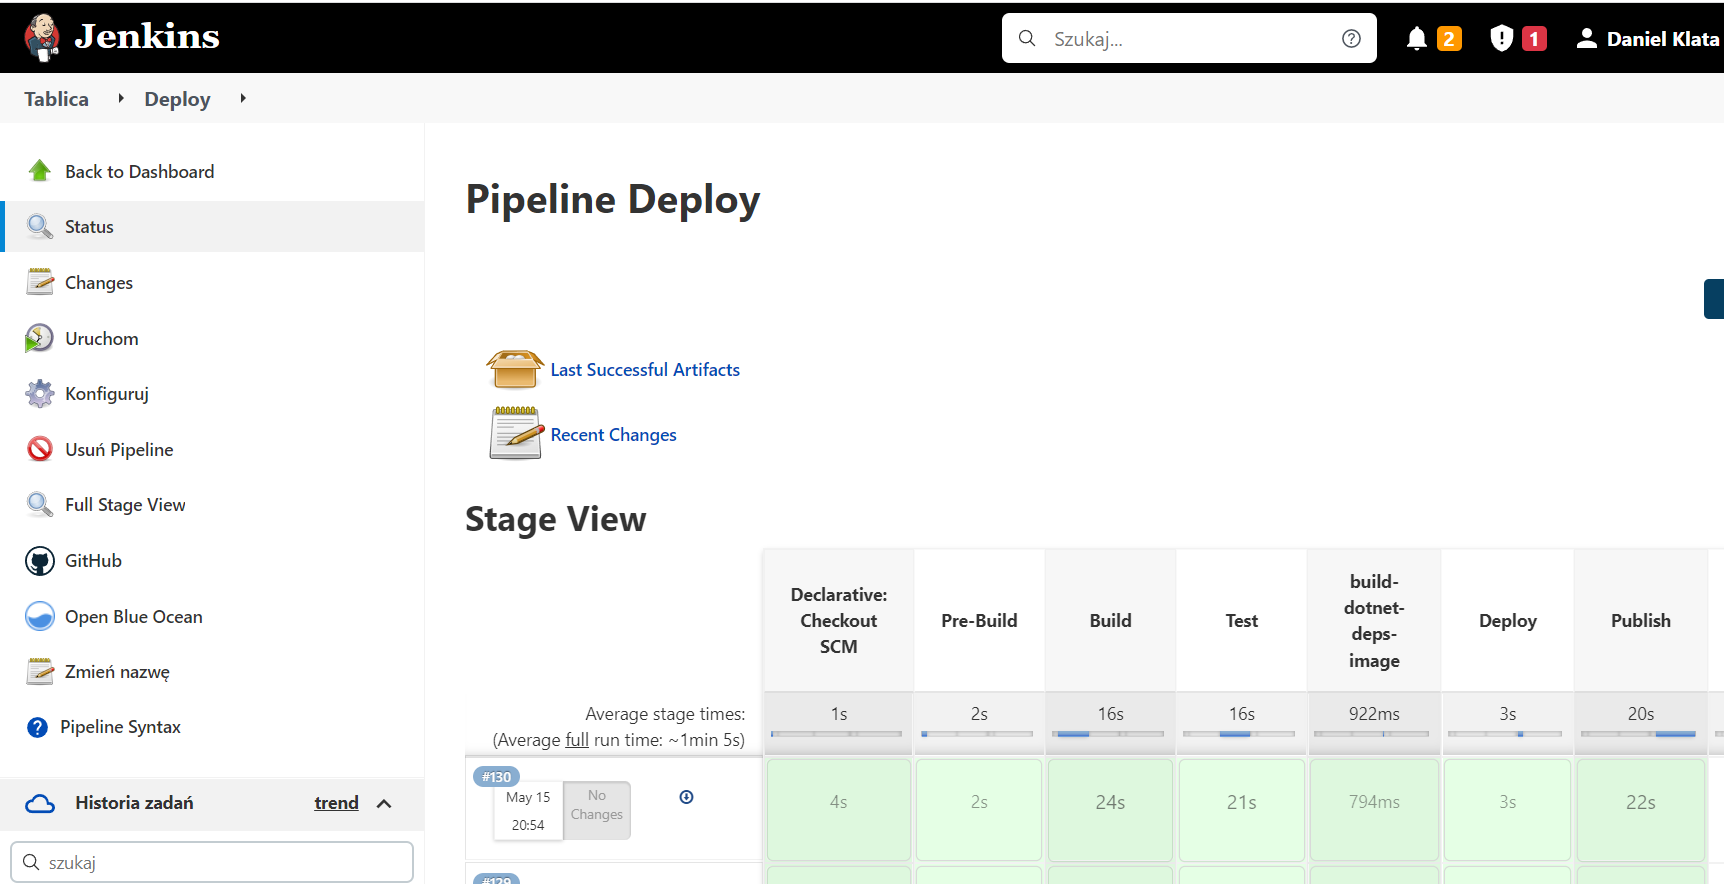 Jenkins
Szukaj...
2
1
Daniel Klata
Tablica
Deploy
Back to Dashboard
Status
Changes
Uruchom
Konfiguruj
Usuń Pipeline
Full Stage View
GitHub
Open Blue Ocean
Zmień nazwę
Pipeline Syntax
Historia zadań
trend
szukaj
Pipeline Deploy
Last Successful Artifacts
Recent Changes
Stage View
Declarative:
Checkout
SCM
Pre-Build
Build
Test
build-
dotnet-
deps-
image
Deploy
Publish
Average stage times:
(Average full run time: ~1min 5s)
1s
2s
16s
16s
922ms
3s
20s
#130
May 15
20:54
No
Changes
4s
2s
24s
21s
794ms
3s
22s
#129